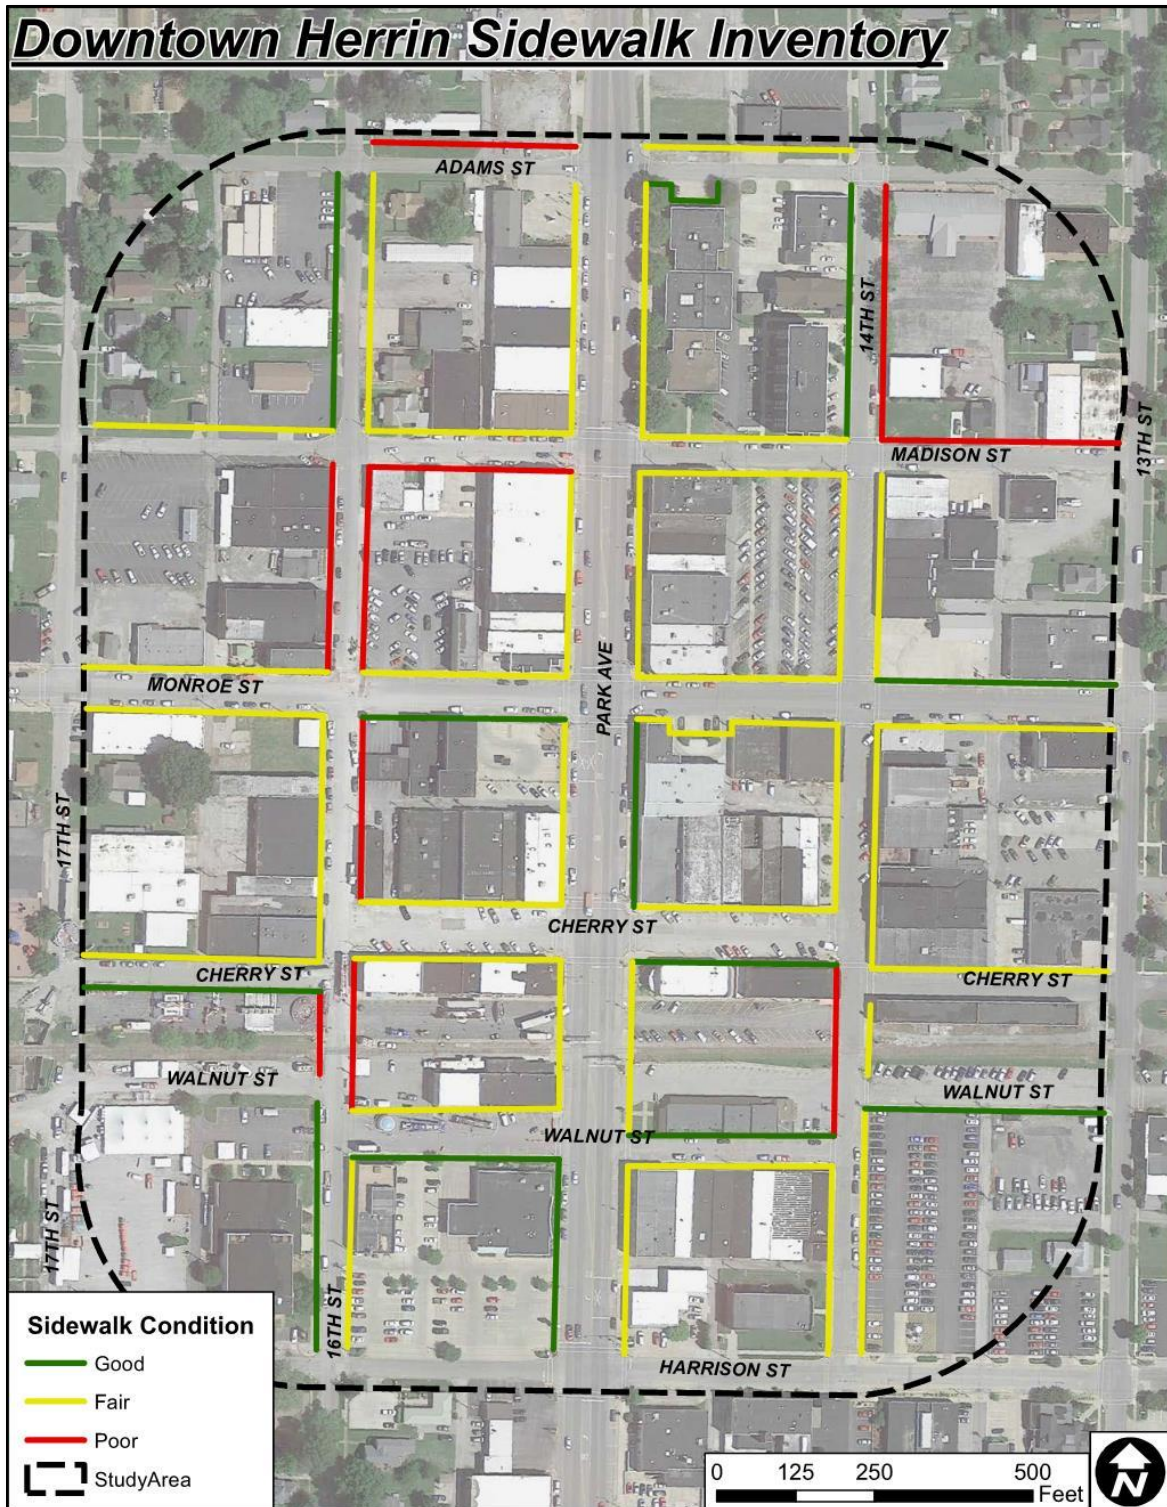 Downtown Herrin Sidewalk Inventory
ADAMS ST
14TH ST
MADISON ST
13TH ST
MONROE ST
PARK AVE
17TH ST
CHERRY ST
CHERRY ST
CHERRY ST
WALNUT ST
WALNUT ST
WALNUT ST
17TH ST
16TH ST
HARRISON ST
Sidewalk Condition
Good
Fair
Poor
StudyArea
0 125 250 500
Feet
N